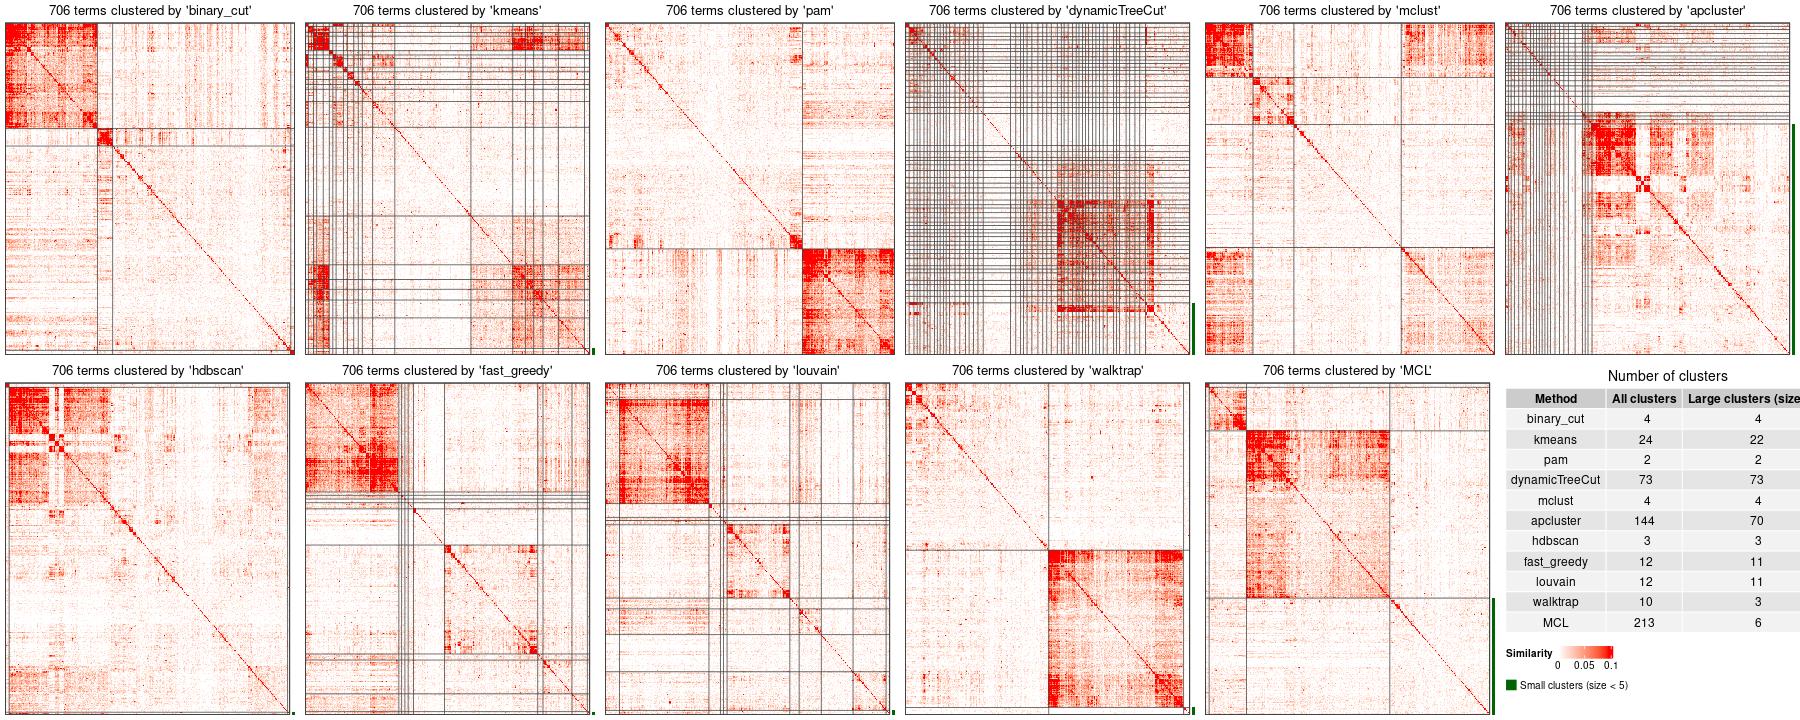 706 terms clustered by 'binary_cut'
706 terms clustered by 'kmeans'
706 terms clustered by 'pam'
706 terms clustered by 'dynamicTreeCut'
706 terms clustered by 'mclust'
706 terms clustered by 'apcluster'
706 terms clustered by 'hdbscan'
706 terms clustered by 'fast_greedy'
706 terms clustered by 'louvain'
706 terms clustered by 'walktrap'
706 terms clustered by 'MCL'
Number of clusters
Method All clusters Large clusters (size
binary_cut 4 4
kmeans 24 22
pam 2 2
dynamicTreeCut 73 73
mclust 4 4
apcluster 144 70
hdbscan 3 3
fast_greedy 12 11
louvain 12 11
walktrap 10 3
MCL 213 6
Similarity
0 0.05 0.1
Small clusters (size < 5)